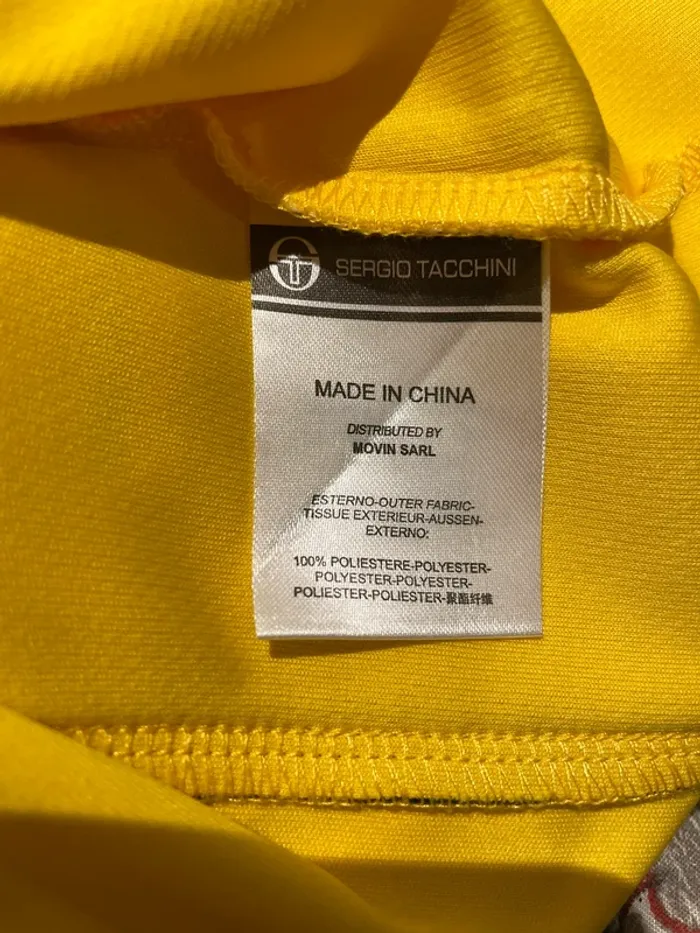 SERGIO TACCHINI
MADE IN CHINA
DISTRIBUTED BY
MOVIN SARL
ESTERNO-OUTER FABRIC-
TISSUE EXTERIEUR-AUSSEN-
EXTERNO:
100% POLIESTERE-POLYESTER-
POLYESTER-POLYESTER-
POLIESTER-POLIESTER-聚酯纤维